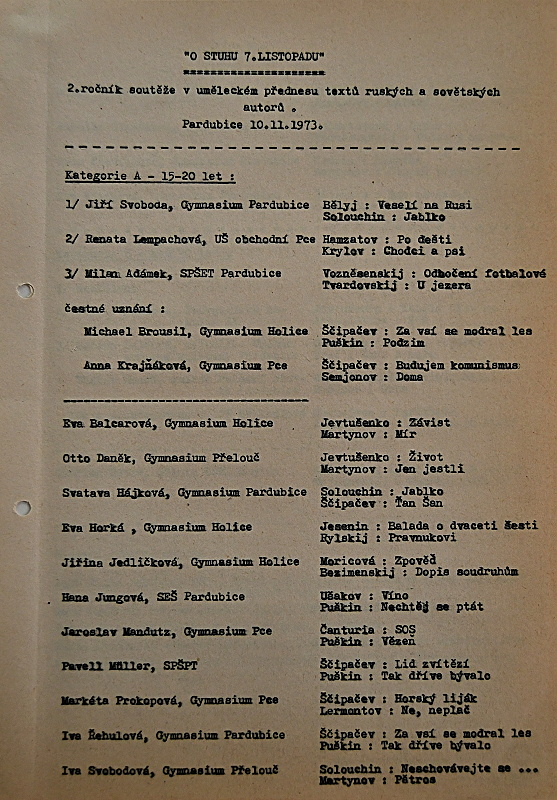 "O STUHU 7.LISTOPADU"
2.ročník soutěže v uměleckém přednesu textů ruských a sovětských
autorů .
Pardubice 10.11.1973.
Kategorie A - 15-20 let :
1/ Jiří Svoboda, Gymnasium Pardubice Bělyj : Veselí na Rusi
Solouchin : Jablko
2/ Renata Lempachová, UŠ obchodní Pce Hamzatov : Po dešti
Krylov : Chodci a psi
3/ Milan Adámek, SPŠET Pardubice Vozněsenskij : Odbočení fotbalové
Tvardovskij : U jezera
čestné uznání :
Michael Brousil, Gymnasium Holice Ščipačev : Za vsí se modral les
Puškin : Podzim
Anna Krajňáková, Gymnasium Pce Ščipačev : Budujem komunismus
Semjonov : Doma
Eva Balcarová, Gymnasium Holice Jevtušenko : Závist
Martynov : Mír
Otto Daněk, Gymnasium Přelouč Jevtušenko : Život
Martynov : Jen jestli
Svatava Hájková, Gymnasium Pardubice Solouchin : Jablko
Ščipačev : Ťan Šan
Eva Horká , Gymnasium Holice Jesenin : Balada o dvaceti šesti
Rylskij : Pravnukovi
Jiřina Jedličková, Gymnasium Holice Moricová : Zpověď
Bezimenskij : Dopis soudruhům
Hana Jungová, SEŠ Pardubice Ušakov : Víno
Puškin : Nechtěj se ptát
Jaroslav Mandutz, Gymnasium Pce Čanturia : SOS
Puškin : Vězeň
Pavell Müller, SPŠPT Ščipačev : Lid zvítězí
Puškin : Tak dříve bývalo
Markéta Prokopová, Gymnasium Pce Ščipačev : Horský liják
Lermontov : Ne, neplač
Iva Řehulová, Gymnasium Pardubice Ščipačev : Za vsí se modral les
Puškin : Tak dříve bývalo
Iva Svobodová, Gymnasium Přelouč Solouchin : Neschovávejte se ...
Martynov : Pětros